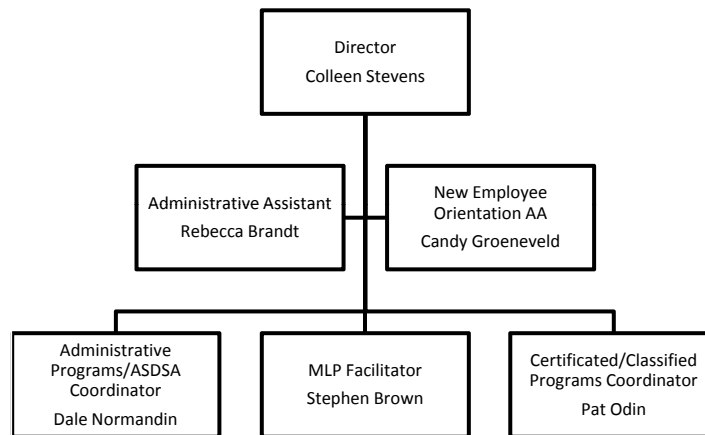 Director
Colleen Stevens
Administrative Assistant
Rebecca Brandt
New Employee
Orientation AA
Candy Groeneveld
Administrative
Programs/ASDSA
Coordinator
Dale Normandin
MLP Facilitator
Stephen Brown
Certificated/Classified
Programs Coordinator
Pat Odin